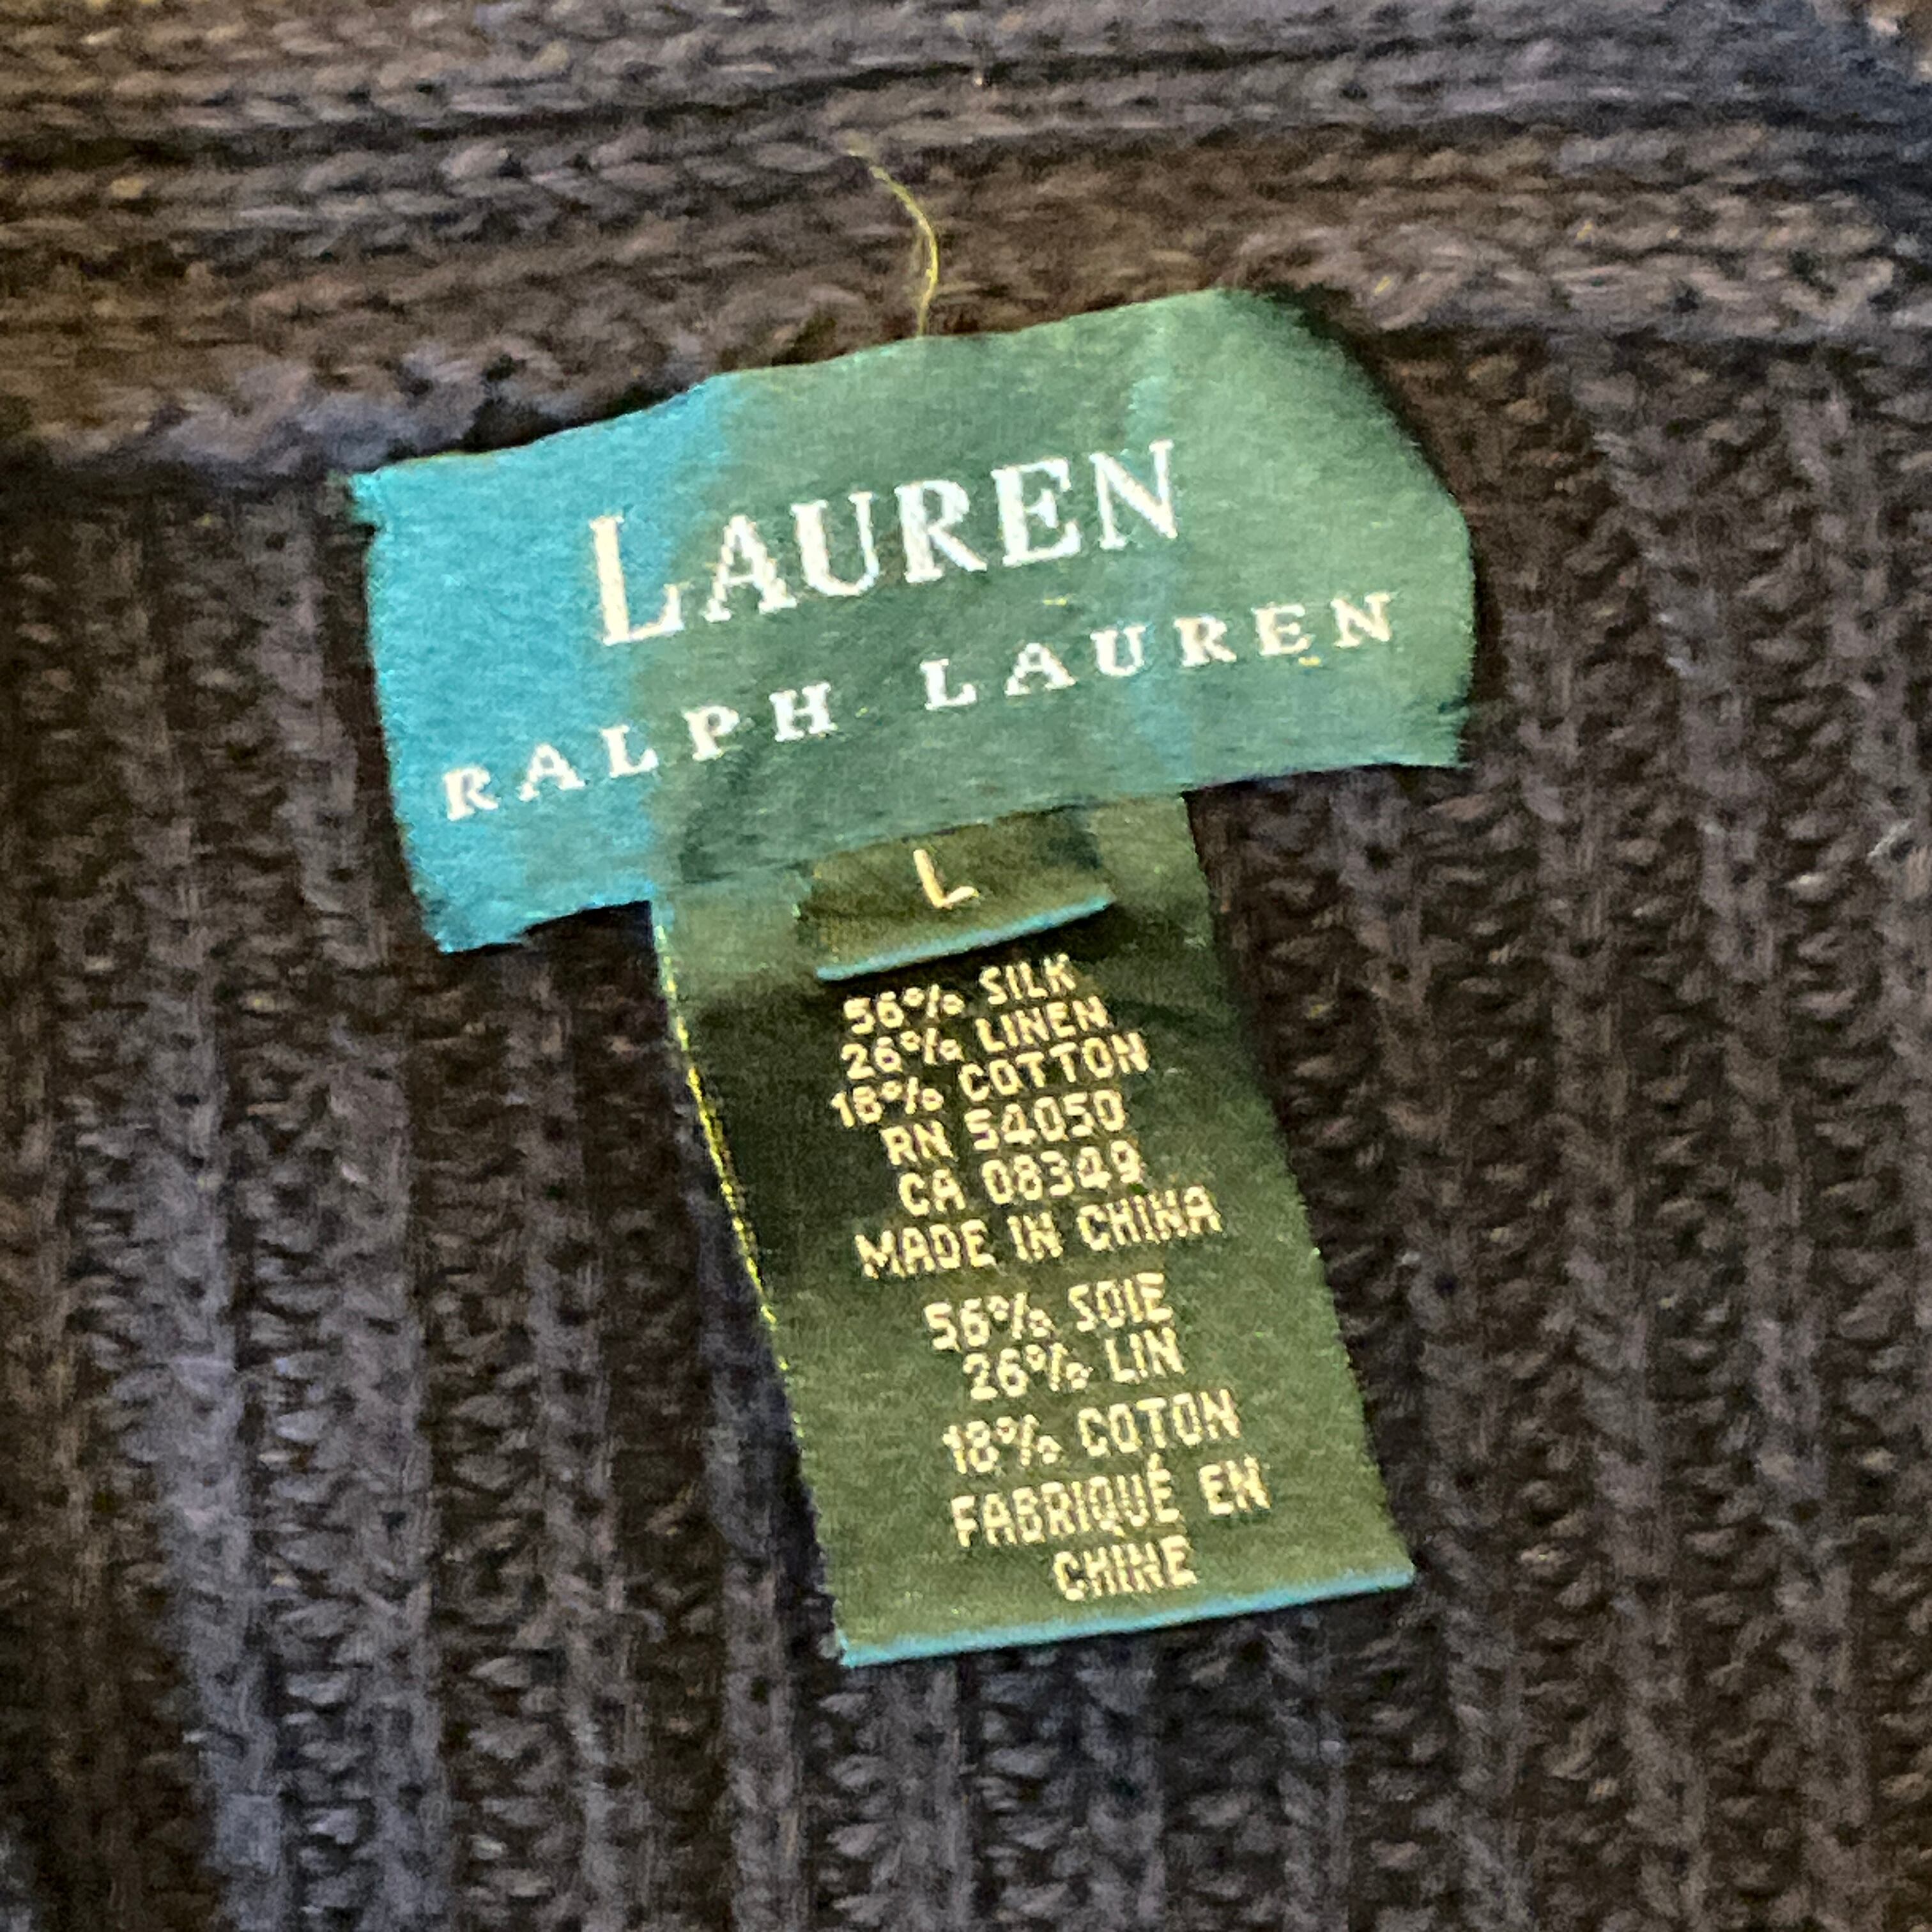 LAUREN
RALPH LAUREN
L
56% SILK
26% LINEN
18% COTTON
RN 54050
CA 08349
MADE IN CHINA
56% SOIE
26% LIN
18% COTON
FABRIQUÉ EN
CHINE